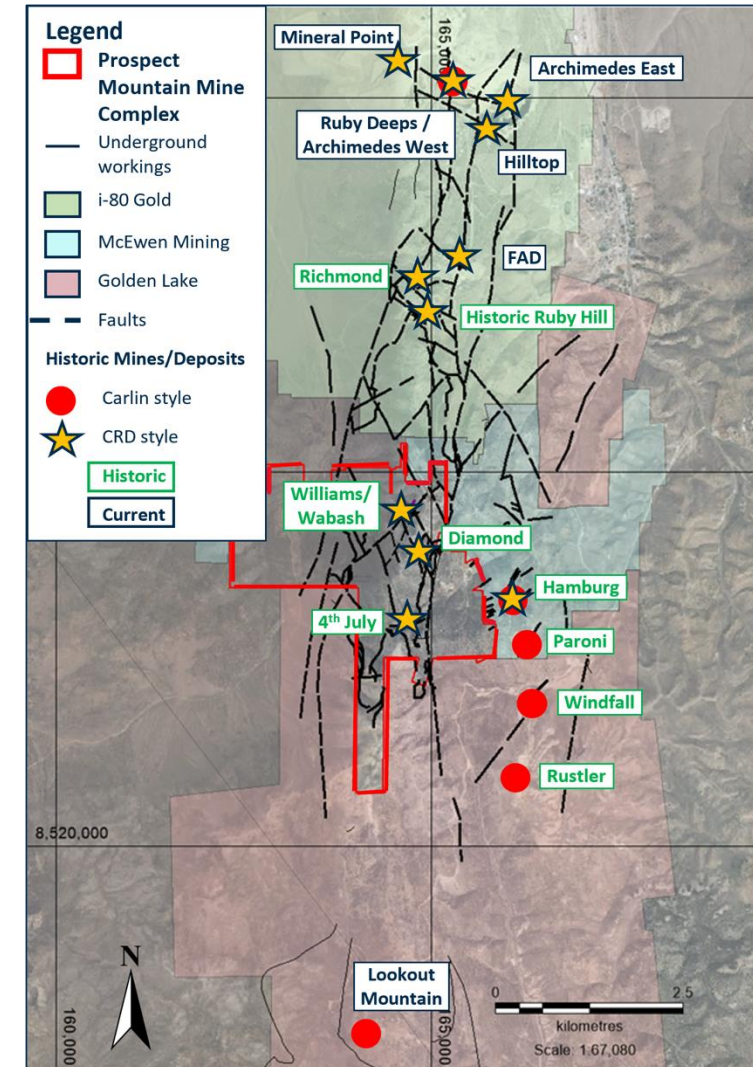 Legend
Prospect
Mountain Mine
Complex
Underground
workings
i-80 Gold
McEwen Mining
Golden Lake
Faults
Historic Mines/Deposits
Carlin style
CRD style
Historic
Current
Mineral Point
165,000
Archimedes East
Ruby Deeps /
Archimedes West
Hilltop
FAD
Richmond
Historic Ruby Hill
Williams/
Wabash
Diamond
Hamburg
4th July
Paroni
Windfall
Rustler
8,520,000
N
Lookout
Mountain
0 2.5
kilometres
Scale: 1:67,080
160,000
165,000